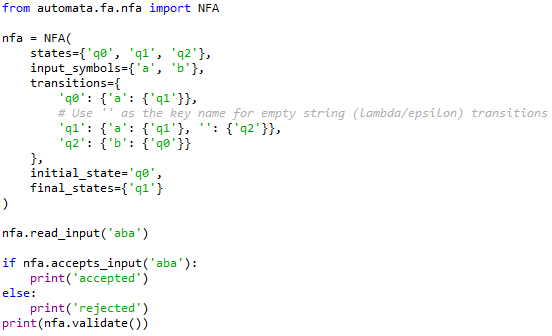 from automata.fa.nfa import NFA

nfa = NFA(
    states={'q0', 'q1', 'q2'},
    input_symbols={'a', 'b'},
    transitions={
        'q0': {'a': {'q1'}},
        # Use '' as the key name for empty string (lambda/epsilon) transitions
        'q1': {'a': {'q1'}, '': {'q2'}},
        'q2': {'b': {'q0'}}
    },
    initial_state='q0',
    final_states={'q1'}
)

nfa.read_input('aba')

if nfa.accepts_input('aba'):
    print('accepted')
else:
    print('rejected')
print(nfa.validate())